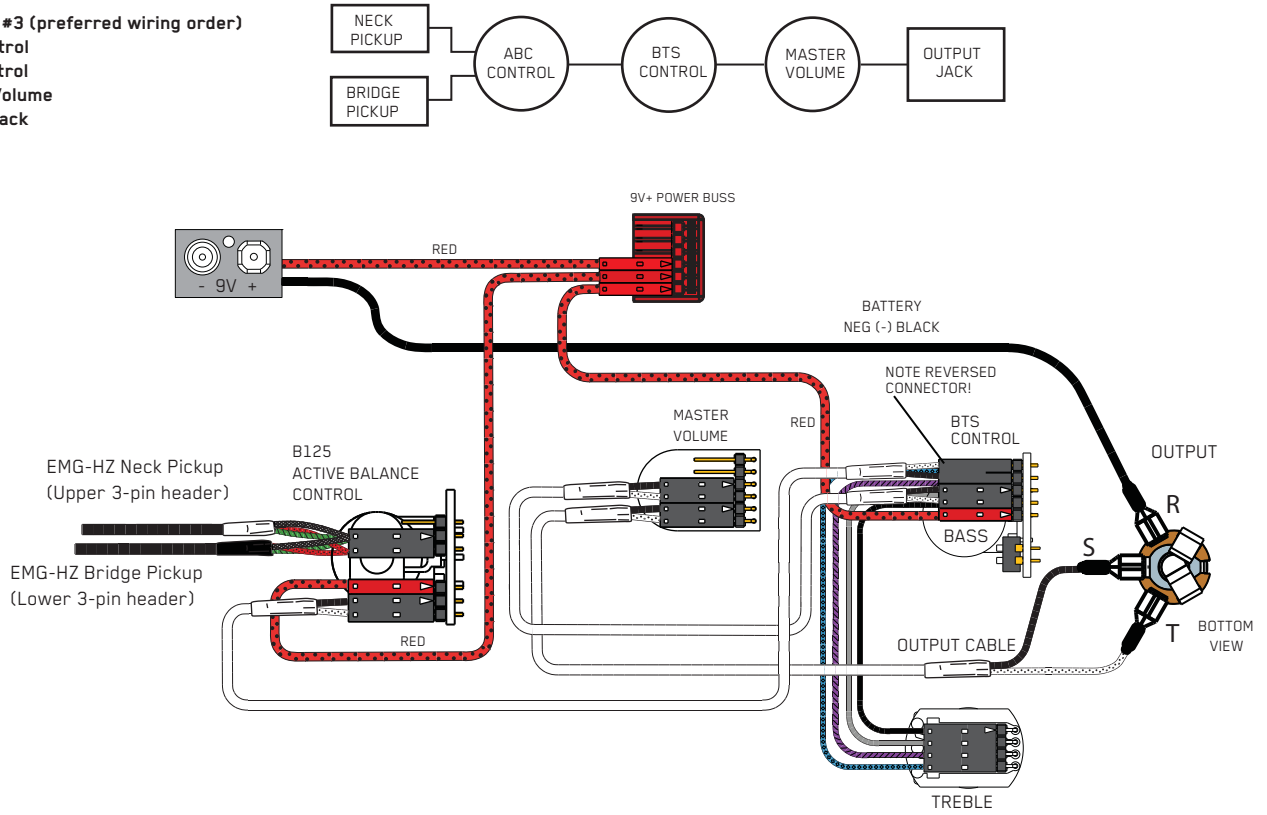 #3 (preferred wiring order)
trol
trol
Volume
ack
NECK
PICKUP
BRIDGE
PICKUP
ABC
CONTROL
BTS
CONTROL
MASTER
VOLUME
OUTPUT
JACK
9V+ POWER BUSS
RED
- 9V +
BATTERY
NEG (-) BLACK
NOTE REVERSED
CONNECTOR!
MASTER
VOLUME
RED
BTS
CONTROL
OUTPUT
B125
ACTIVE BALANCE
CONTROL
EMG-HZ Neck Pickup
(Upper 3-pin header)
R
BASS
S
EMG-HZ Bridge Pickup
(Lower 3-pin header)
RED
T
BOTTOM
VIEW
OUTPUT CABLE
TREBLE